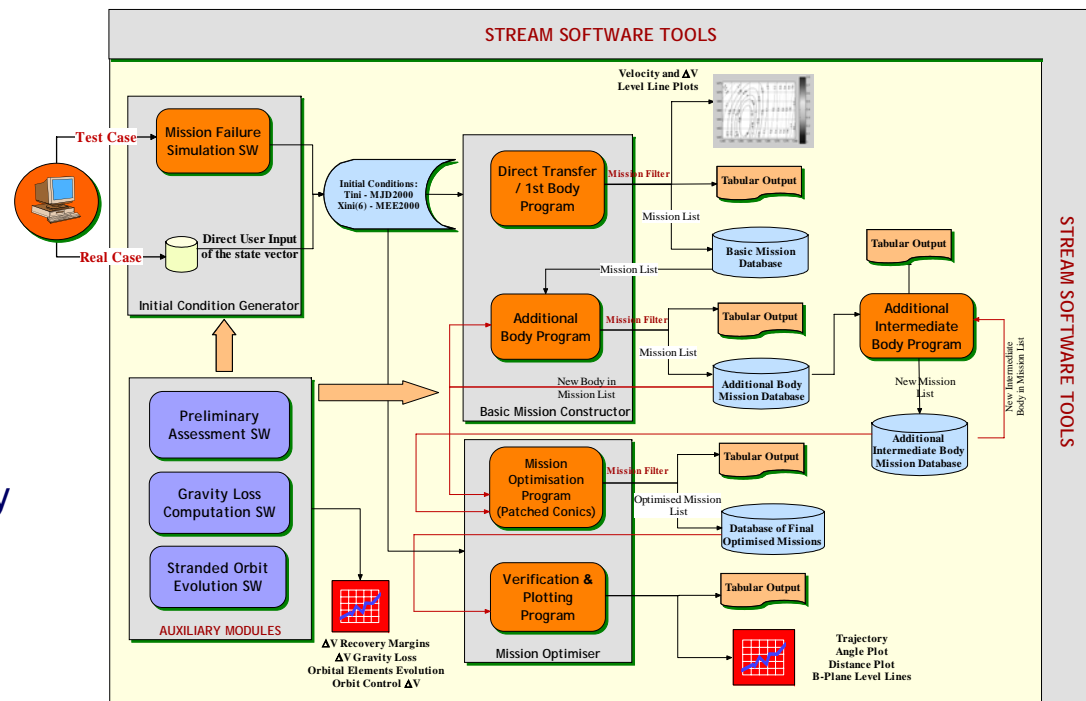 STREAM SOFTWARE TOOLS
STREAM SOFTWARE TOOLS
Test Case
Real Case
Mission Failure
Simulation SW
Direct User Input
of the state vector
Initial Condition Generator
Initial Conditions:
Tini - MJD2000
Xini(6) - MEE2000
Direct Transfer
/ 1st Body
Program
Mission Filter
Velocity and ΔV
Level Line Plots
Tabular Output
Mission List
Basic Mission
Database
Mission List
Additional
Body Program
Mission Filter
Tabular Output
Mission List
Additional Body
Mission Database
New Body in
Mission List
Basic Mission Constructor
Tabular Output
Additional
Intermediate
Body Program
New Mission
List
New Intermediate
Body in Mission List
Additional
Intermediate Body
Mission Database
Preliminary
Assessment SW
Gravity Loss
Computation SW
Stranded Orbit
Evolution SW
AUXILIARY MODULES
ΔV Recovery Margins
ΔV Gravity Loss
Orbital Elements Evolution
Orbit Control ΔV
Mission
Optimisation
Program
(Patched Conics)
Mission Filter
Tabular Output
Optimised Mission
List
Database of Final
Optimised Missions
Verification &
Plotting
Program
Tabular Output
Mission Optimiser
Trajectory
Angle Plot
Distance Plot
B-Plane Level Lines
y